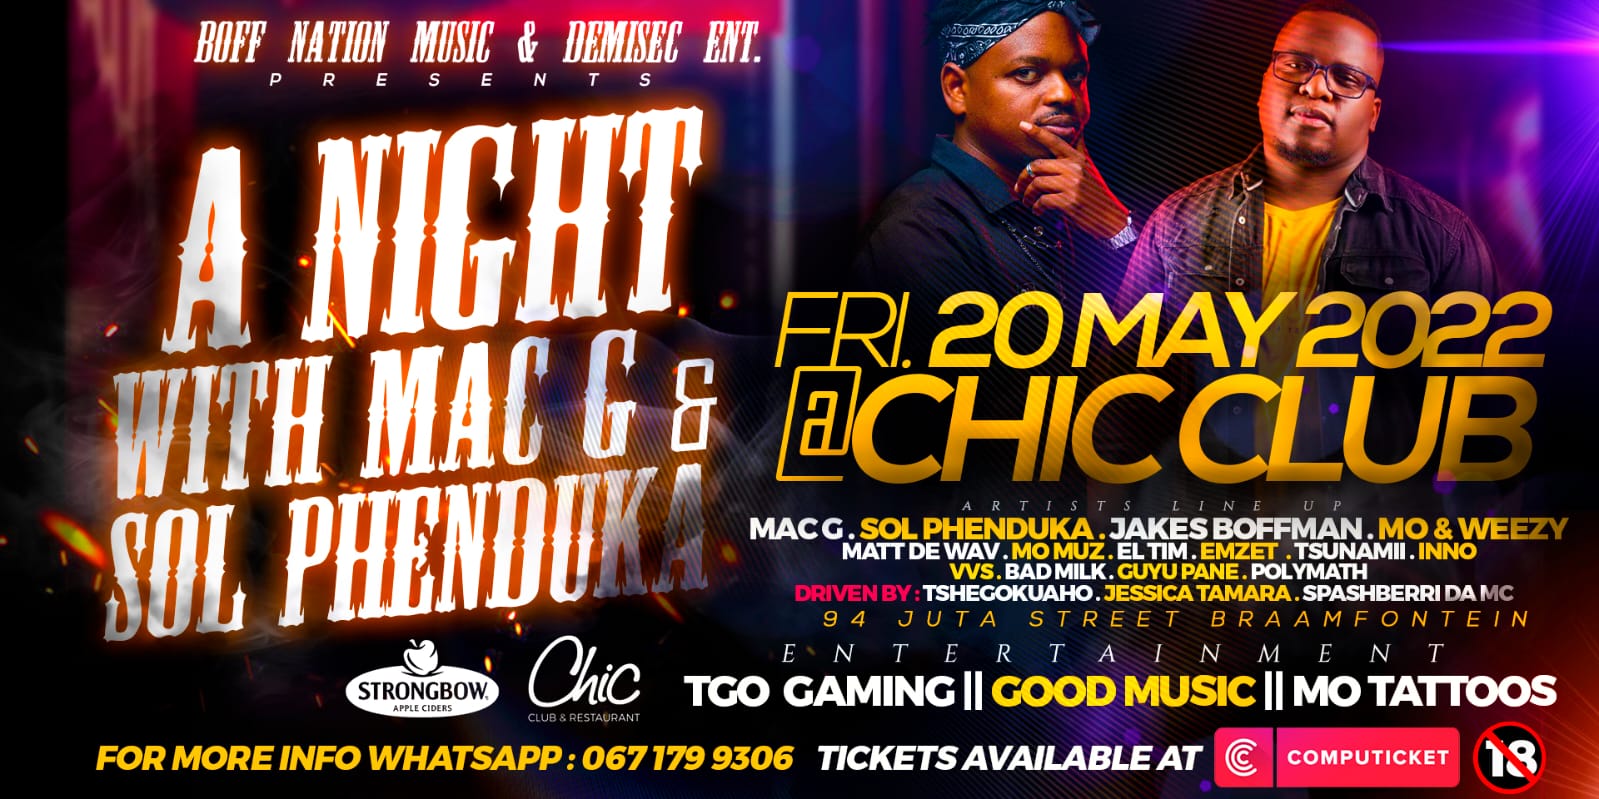 BOFF NATION MUSIC & DEMISEC ENT.
PRESENTS
A NIGHT
WITH MAC G &
SOL PHENDUKA
FRI. 20 MAY 2022
@CHIC CLUB
ARTISTS LINE UP
MAC G . SOL PHENDUKA . JAKES BOFFMAN . MO & WEEZY
MATT DE WAV . MO MUZ . EL TIM . EMZET . TSUNAMII . INNO
VVS . BAD MILK . GUYU PANE . POLYMATH
DRIVEN BY : TSHEGOKUAHO . JESSICA TAMARA . SPASHBERRI DA MC
94 JUTA STREET BRAAMFONTEIN
ENTERTAINMENT
TGO GAMING || GOOD MUSIC || MO TATTOOS
STRONGBOW.
APPLE CIDERS
Chic
CLUB & RESTAURANT
FOR MORE INFO WHATSAPP : 067 179 9306 TICKETS AVAILABLE AT COMPUTICKET 18